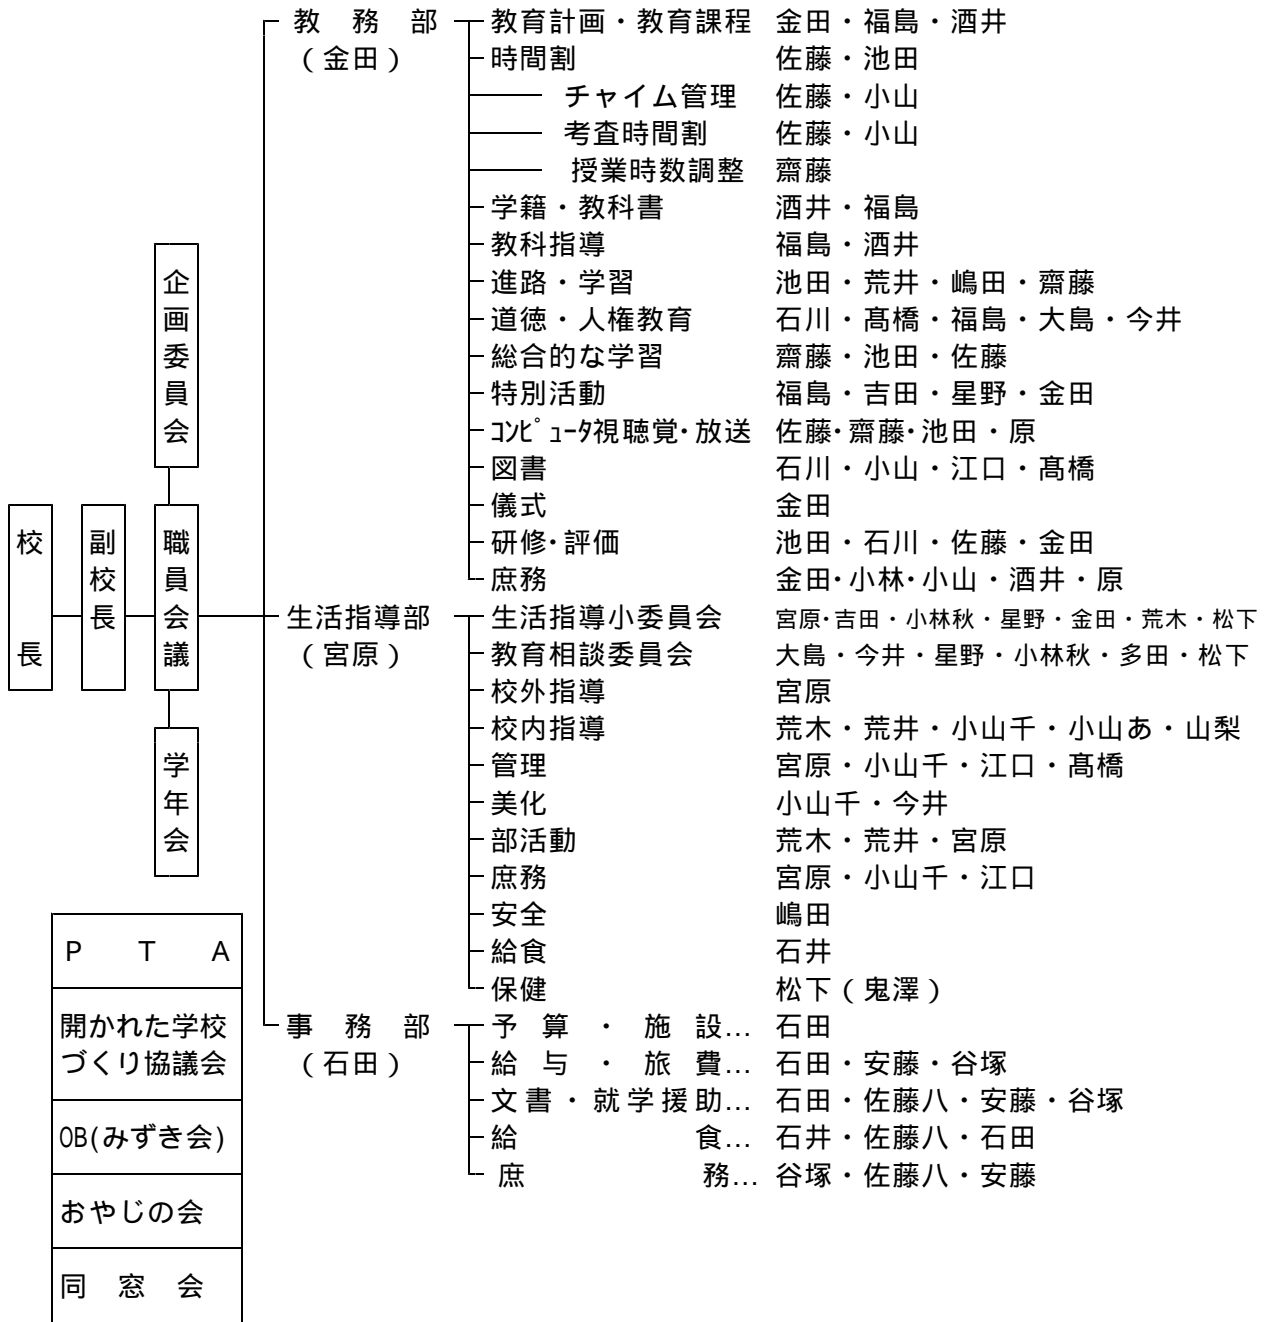 教　務　部
（金田）
教育計画・教育課程　金田・福島・酒井
時間割　佐藤・池田
チャイム管理　佐藤・小山
考査時間割　佐藤・小山
授業時数調整　齋藤
学籍・教科書　酒井・福島
教科指導　福島・酒井
進路・学習　池田・荒井・嶋田・齋藤
道徳・人権教育　石川・髙橋・福島・大島・今井
総合的な学習　齋藤・池田・佐藤
特別活動　福島・吉田・星野・金田
ｺﾝﾋﾟｭｰﾀ視聴覚･放送　佐藤･齋藤･池田・原
図書　石川・小山・江口・髙橋
儀式　金田
研修･評価　池田・石川・佐藤・金田
庶務　金田･小林･小山・酒井・原
企画委員会
校長
副校長
職員会議
学年会
生活指導部
（宮原）
生活指導小委員会　宮原･吉田・小林秋・星野・金田・荒木・松下
教育相談委員会　大島・今井・星野・小林秋・多田・松下
校外指導　宮原
校内指導　荒木・荒井・小山千・小山あ・山梨
管理　宮原・小山千・江口・髙橋
美化　小山千・今井
部活動　荒木・荒井・宮原
庶務　宮原・小山千・江口
安全　嶋田
給食　石井
保健　松下（鬼澤）
事　務　部
（石田）
予　算　・　施　設…　石田
給　与　・　旅　費…　石田・安藤・谷塚
文書・就学援助…　石田・佐藤八・安藤・谷塚
給　　　　　　食…　石井・佐藤八・石田
庶　　　　　　務…　谷塚・佐藤八・安藤
Ｐ　Ｔ　Ａ
開かれた学校
づくり協議会
OB(みずき会)
おやじの会
同　窓　会